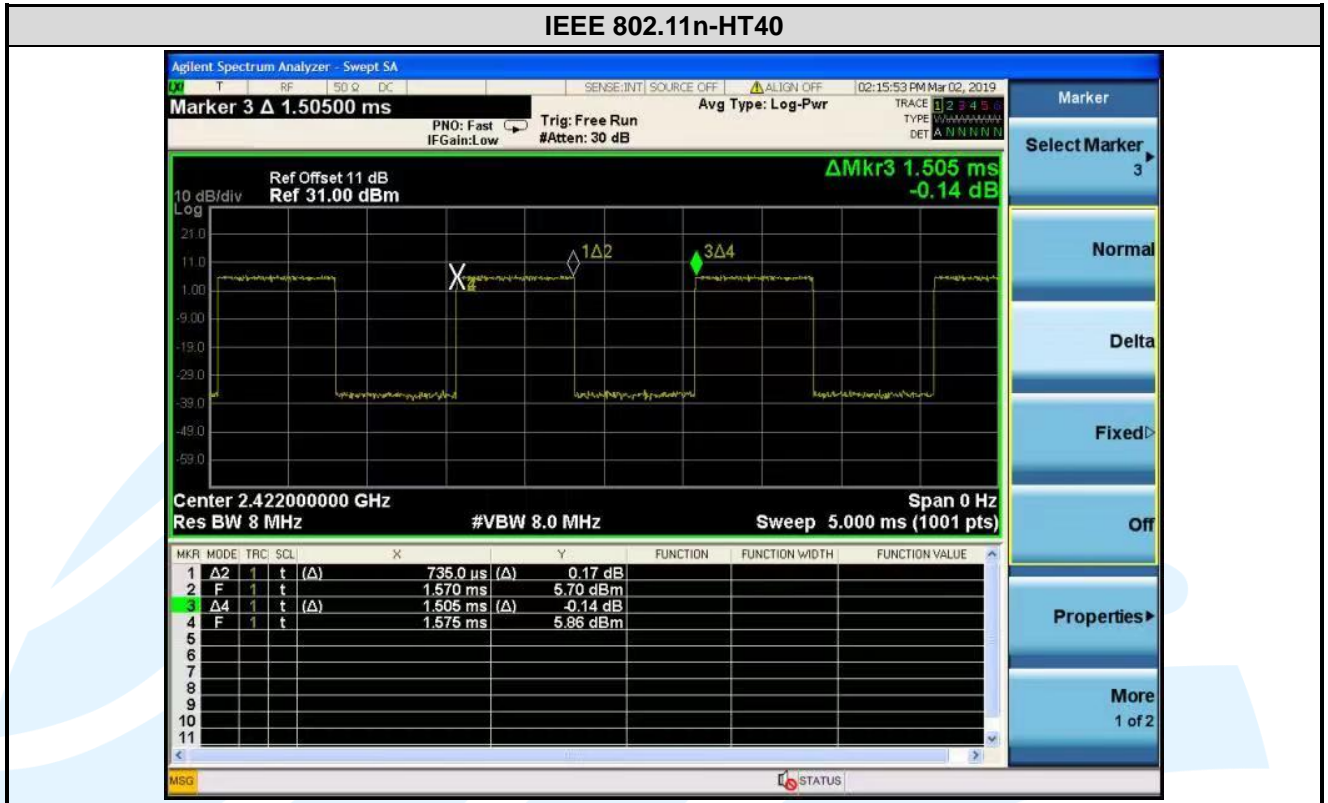 IEEE 802.11n-HT40
Agilent Spectrum Analyzer - Swept SA
LXI T RF 50 Ω DC SENSE:INT SOURCE OFF ALIGN OFF 02:15:53 PM Mar 02, 2019
Marker 3 Δ 1.50500 ms
Avg Type: Log-Pwr
TRACE 1 2 3 4 5 6
PNO: Fast Trig: Free Run
TYPE
IFGain:Low #Atten: 30 dB
DET A N N N N N
ΔMkr3 1.505 ms
-0.14 dB
Ref Offset 11 dB
10 dB/div Ref 31.00 dBm
Log
21.0
11.0
1.00
-9.00
-19.0
-29.0
-39.0
-49.0
-59.0
1Δ2
3Δ4
X
Center 2.422000000 GHz Span 0 Hz
Res BW 8 MHz #VBW 8.0 MHz Sweep 5.000 ms (1001 pts)
MKR MODE TRC SCL X Y FUNCTION FUNCTION WIDTH FUNCTION VALUE
1 Δ2 1 t (Δ) 735.0 µs (Δ) 0.17 dB
2 F 1 t 1.570 ms 5.70 dBm
3 Δ4 1 t (Δ) 1.505 ms (Δ) -0.14 dB
4 F 1 t 1.575 ms 5.86 dBm
5
6
7
8
9
10
11
MSG STATUS
Marker
Select Marker
3
Normal
Delta
Fixed
Off
Properties
More
1 of 2